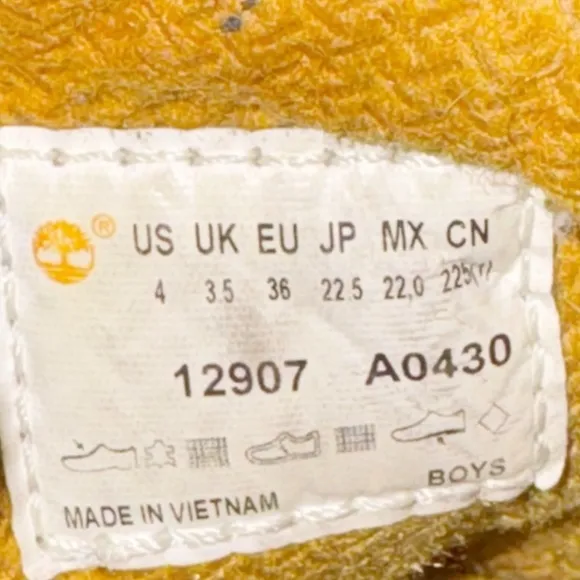 ® US UK EU JP MX CN
4 3.5 36 22.5 22,0 225(r)
12907 A0430
BOYS
MADE IN VIETNAM